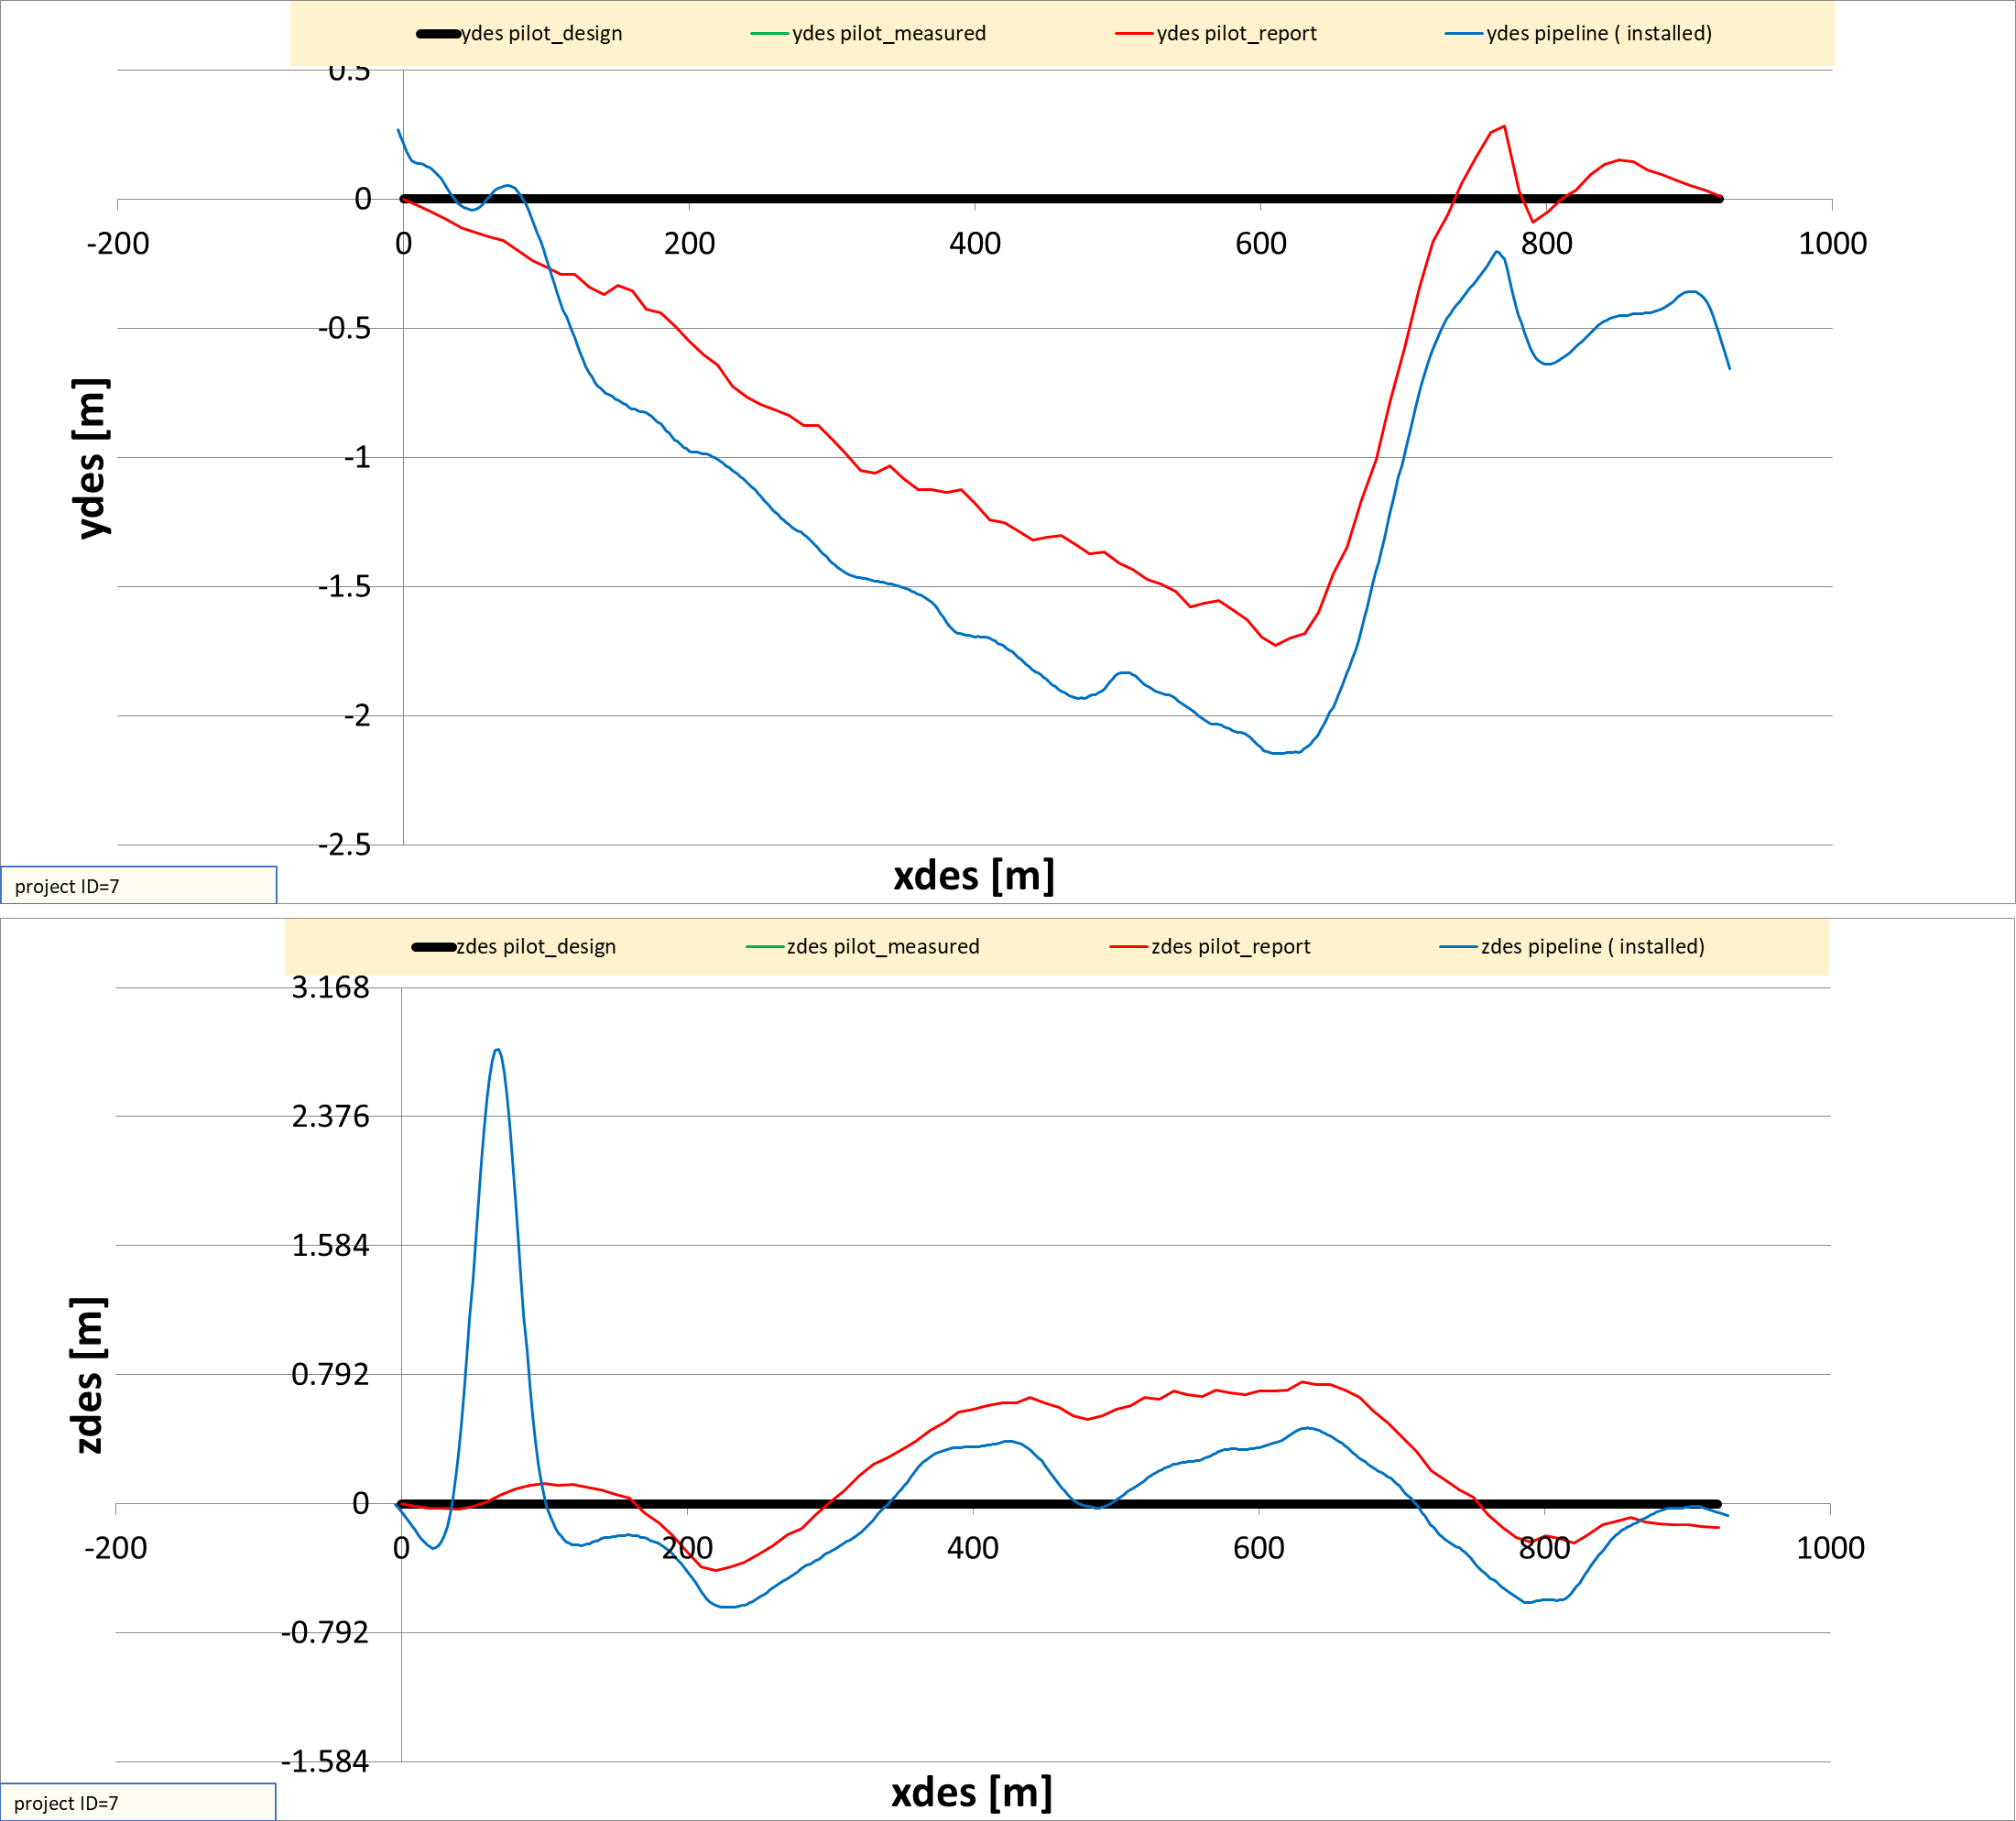 ydes pilot_design ydes pilot_measured ydes pilot_report ydes pipeline ( installed)
0.5
0
-200 0 200 400 600 800 1000
-0.5
-1
-1.5
-2
-2.5
ydes [m]
xdes [m]
project ID=7
zdes pilot_design zdes pilot_measured zdes pilot_report zdes pipeline ( installed)
3.168
2.376
1.584
0.792
0
-200 0 200 400 600 800 1000
-0.792
-1.584
zdes [m]
xdes [m]
project ID=7